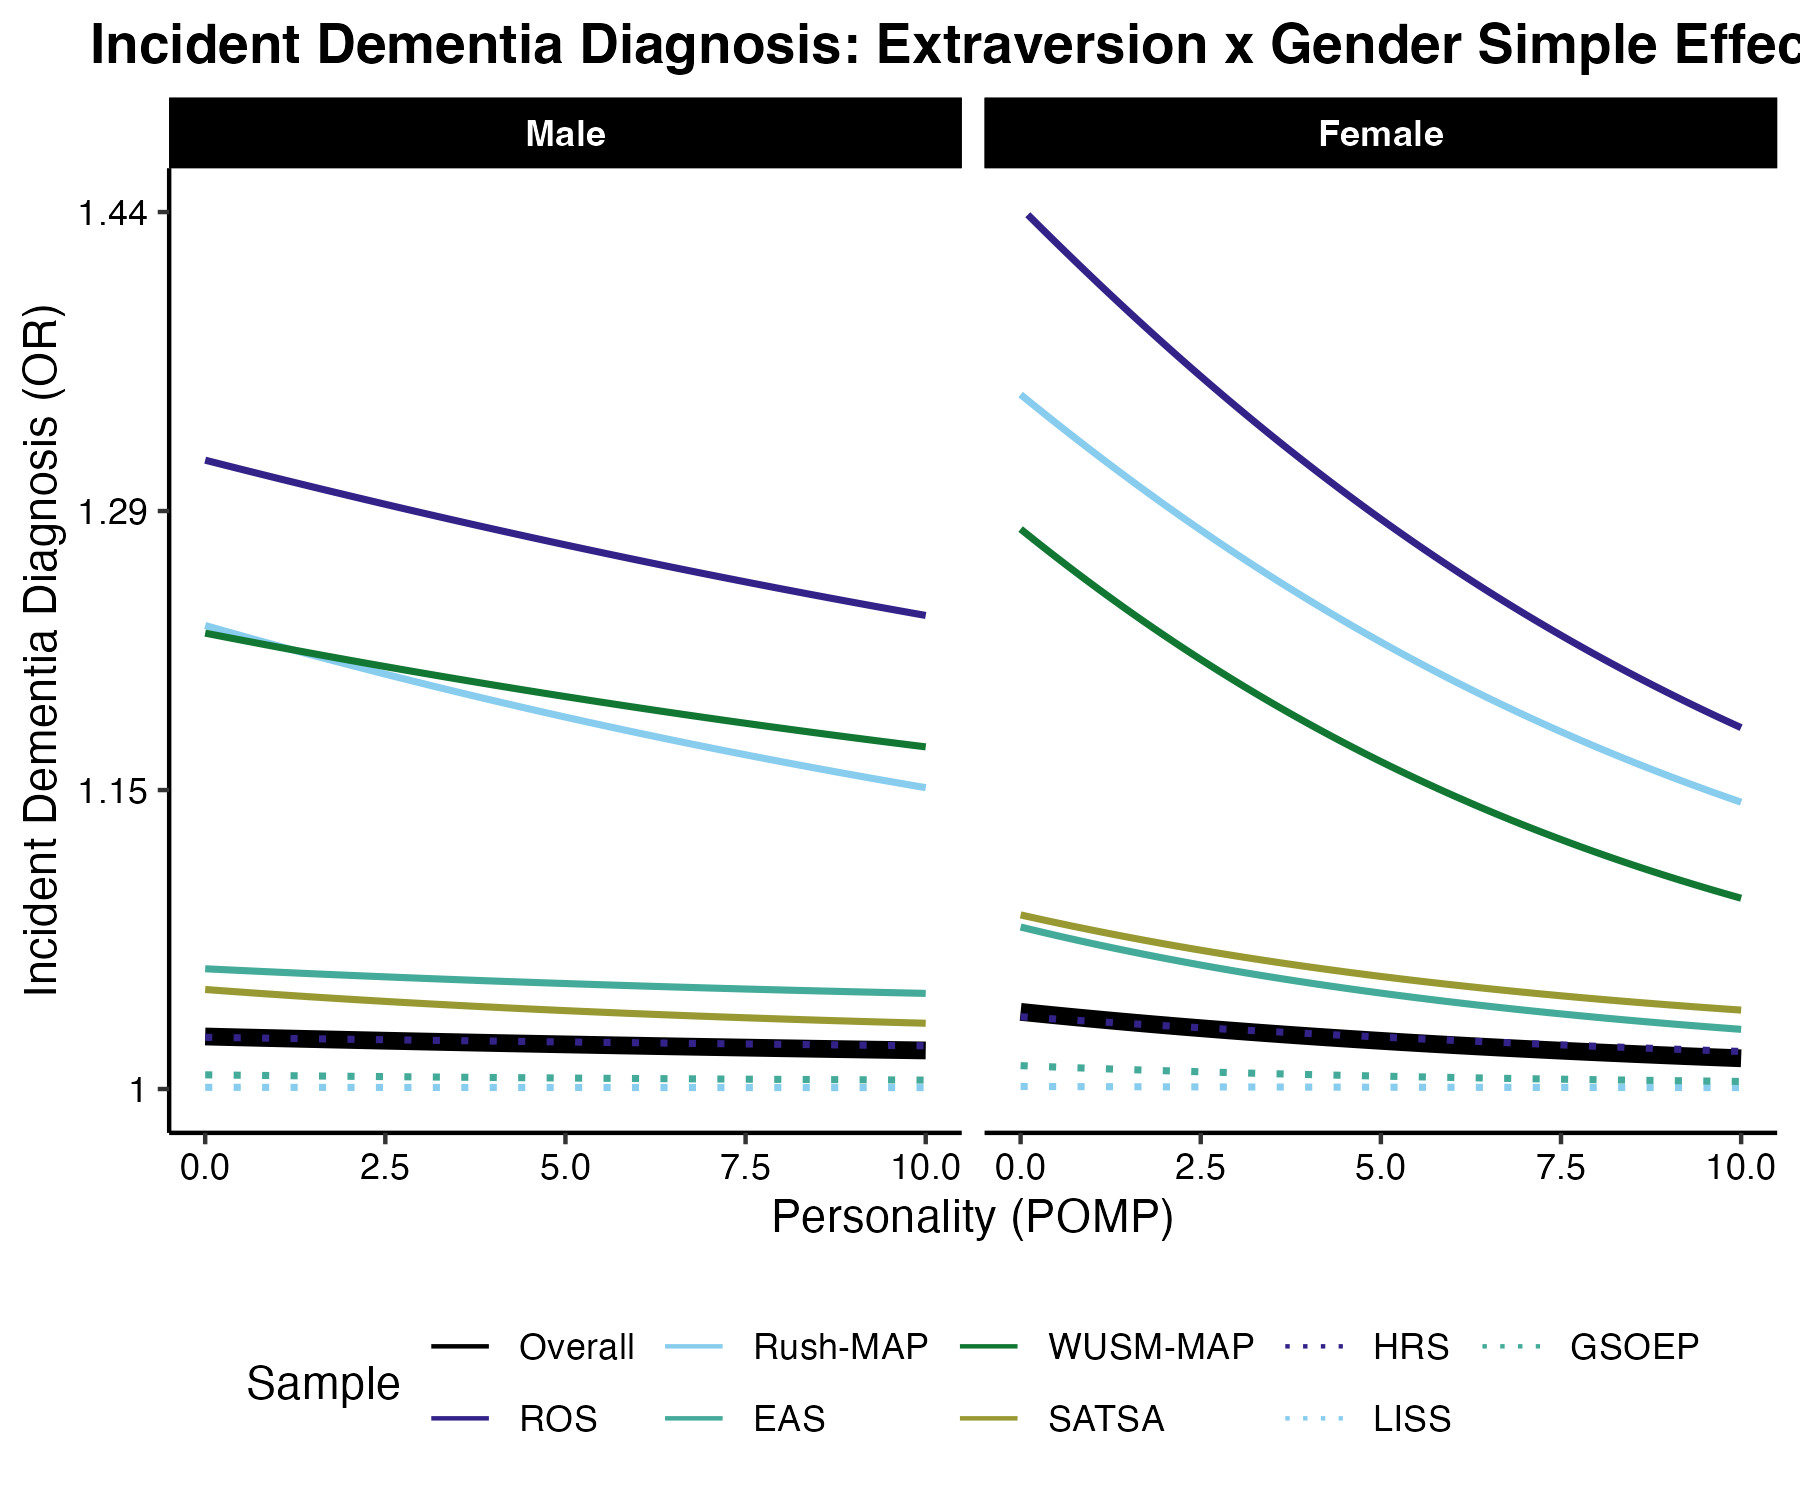 Incident Dementia Diagnosis: Extraversion x Gender Simple Effec
Male
Female
Incident Dementia Diagnosis (OR)
1.44
1.29
1.15
1
0.0 2.5 5.0 7.5 10.0
0.0 2.5 5.0 7.5 10.0
Personality (POMP)
Sample
Overall Rush-MAP WUSM-MAP HRS GSOEP
ROS EAS SATSA LISS